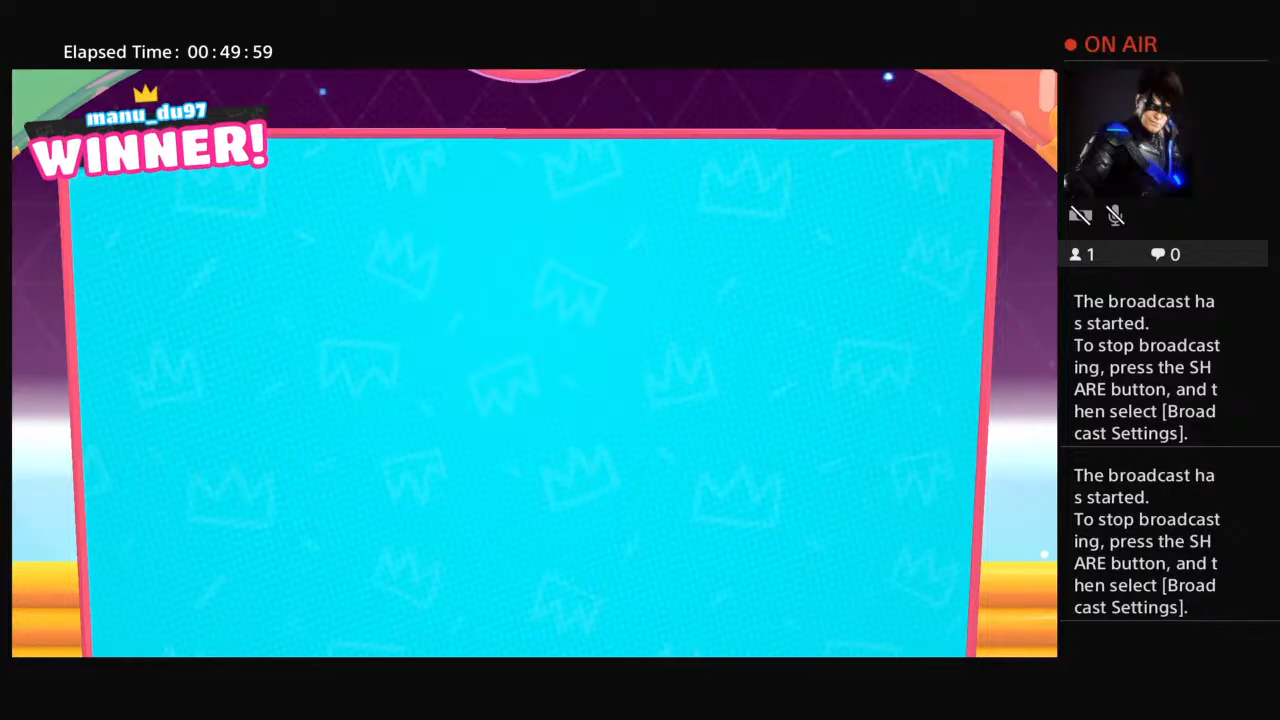 Elapsed Time: 00:49:59
ON AIR
manu_du97
WINNER!
1
0
The broadcast ha
s started.
To stop broadcast
ing, press the SH
ARE button, and t
hen select [Broad
cast Settings].
The broadcast ha
s started.
To stop broadcast
ing, press the SH
ARE button, and t
hen select [Broad
cast Settings].